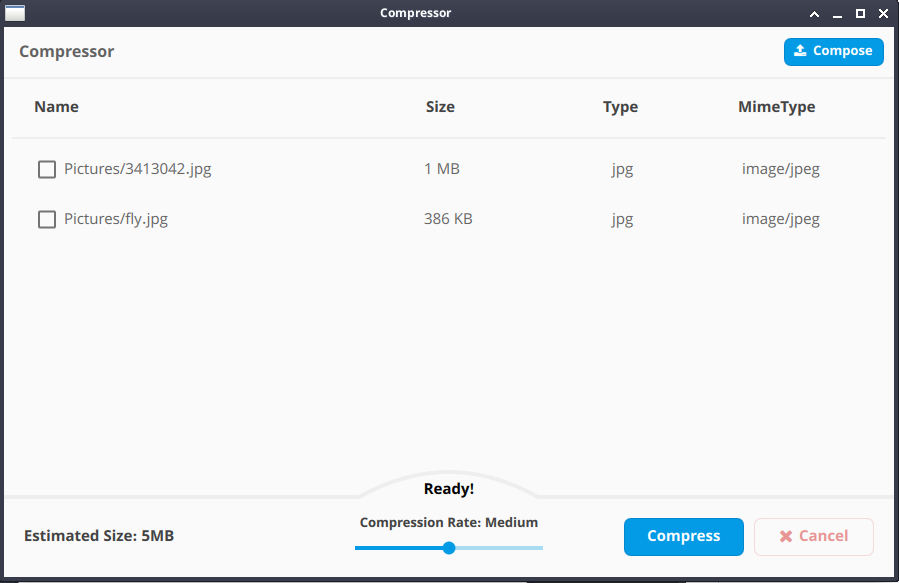 Compressor
Compressor
Compose
Name Size Type MimeType
Pictures/3413042.jpg 1 MB jpg image/jpeg
Pictures/fly.jpg 386 KB jpg image/jpeg
Ready!
Compression Rate: Medium
Estimated Size: 5MB
Compress
Cancel